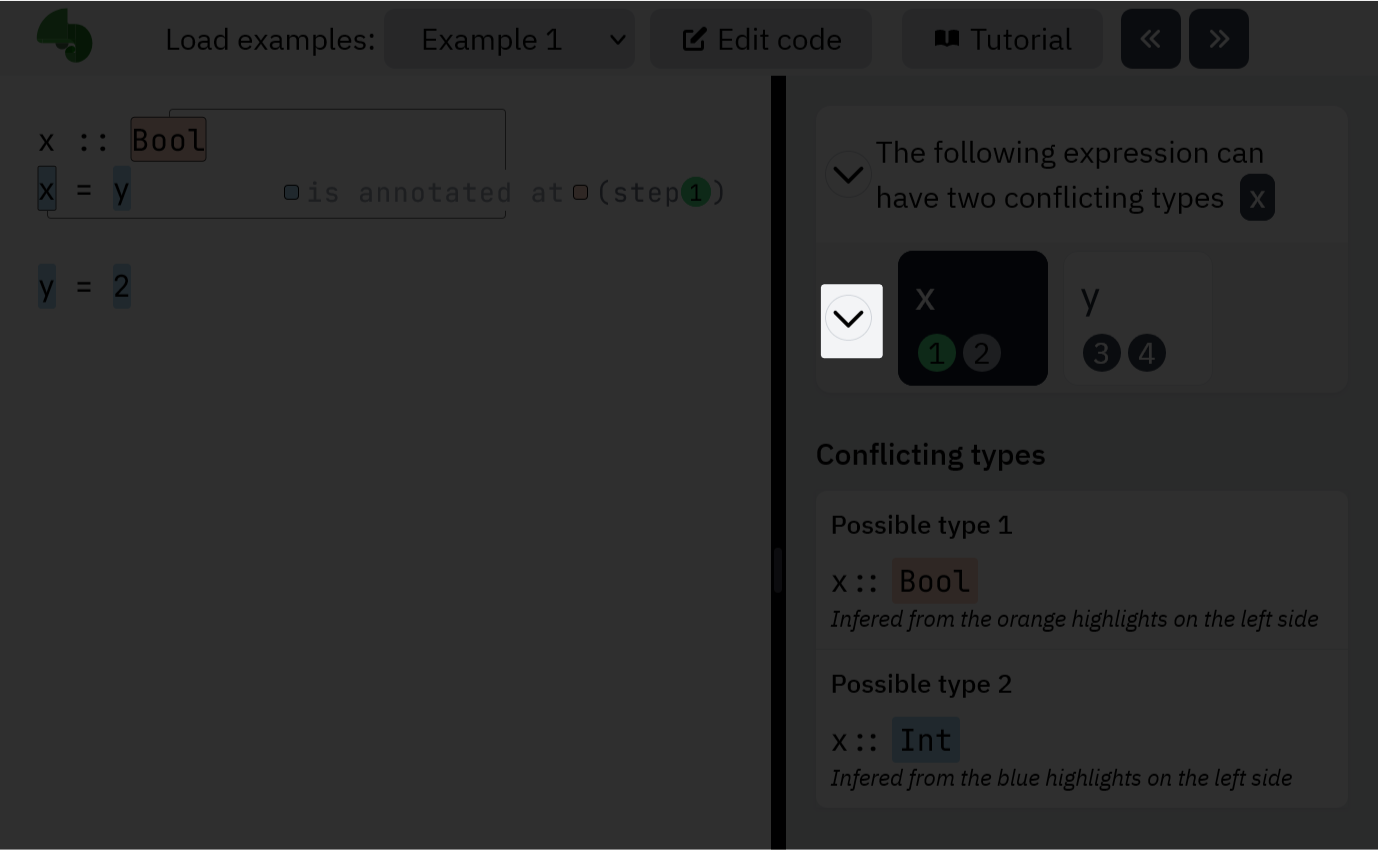 Load examples: Example 1 Edit code Tutorial
x :: Bool
x = y is annotated at (step 1)
y = 2
The following expression can
have two conflicting types x
x y
1 2 3 4
Conflicting types
Possible type 1
x :: Bool
Infered from the orange highlights on the left side
Possible type 2
x :: Int
Infered from the blue highlights on the left side